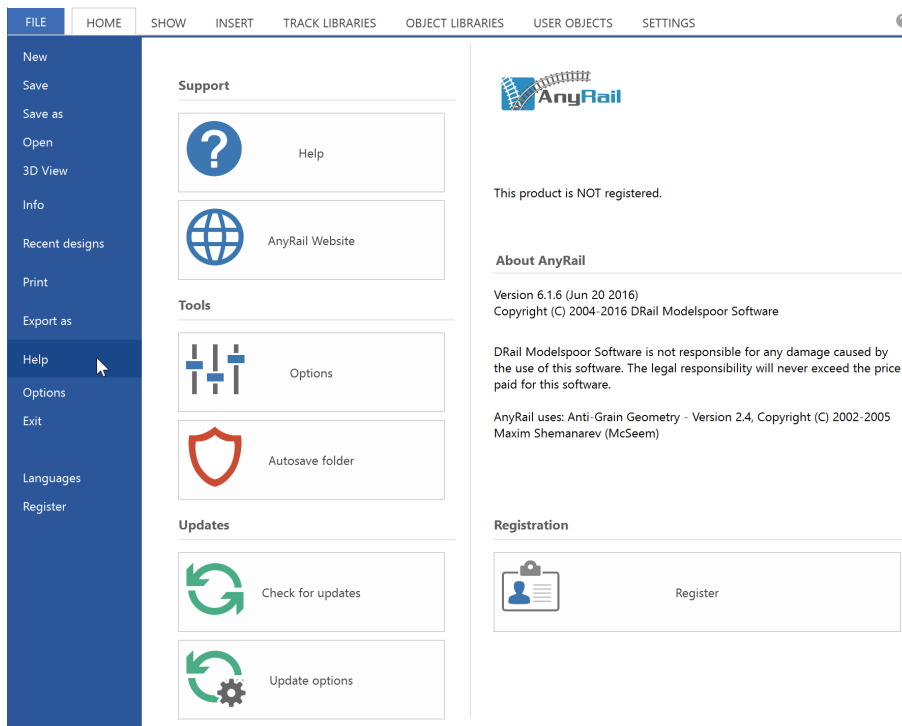 FILE HOME SHOW INSERT TRACK LIBRARIES OBJECT LIBRARIES USER OBJECTS SETTINGS
New
Save
Save as
Open
3D View
Info
Recent designs
Print
Export as
Help
Options
Exit
Languages
Register
Support
Help
AnyRail Website
Tools
Options
Autosave folder
Updates
Check for updates
Update options
AnyRail
This product is NOT registered.
About AnyRail
Version 6.1.6 (Jun 20 2016)
Copyright (C) 2004-2016 DRail Modelspoor Software
DRail Modelspoor Software is not responsible for any damage caused by
the use of this software. The legal responsibility will never exceed the price
paid for this software.
AnyRail uses: Anti-Grain Geometry - Version 2.4, Copyright (C) 2002-2005
Maxim Shemanarev (McSeem)
Registration
Register